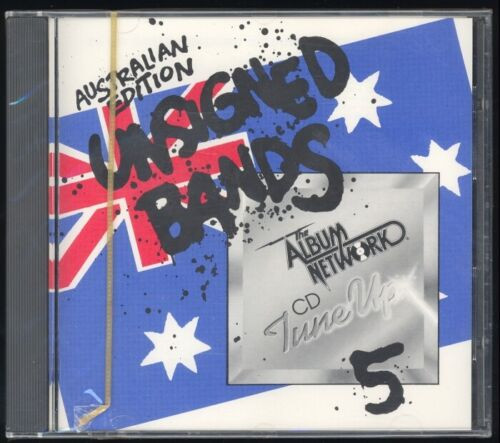 AUSTRALIAN
EDITION
UNSIGNED
BANDS
The
ALBUM
NETWORK
CD
Tune Up
5